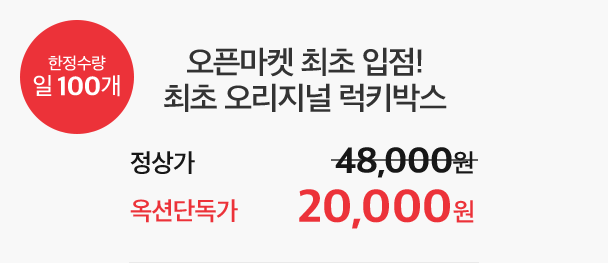 한정수량
일 100개
오픈마켓 최초 입점!
최초 오리지널 럭키박스
정상가 48,000원
옥션단독가 20,000원